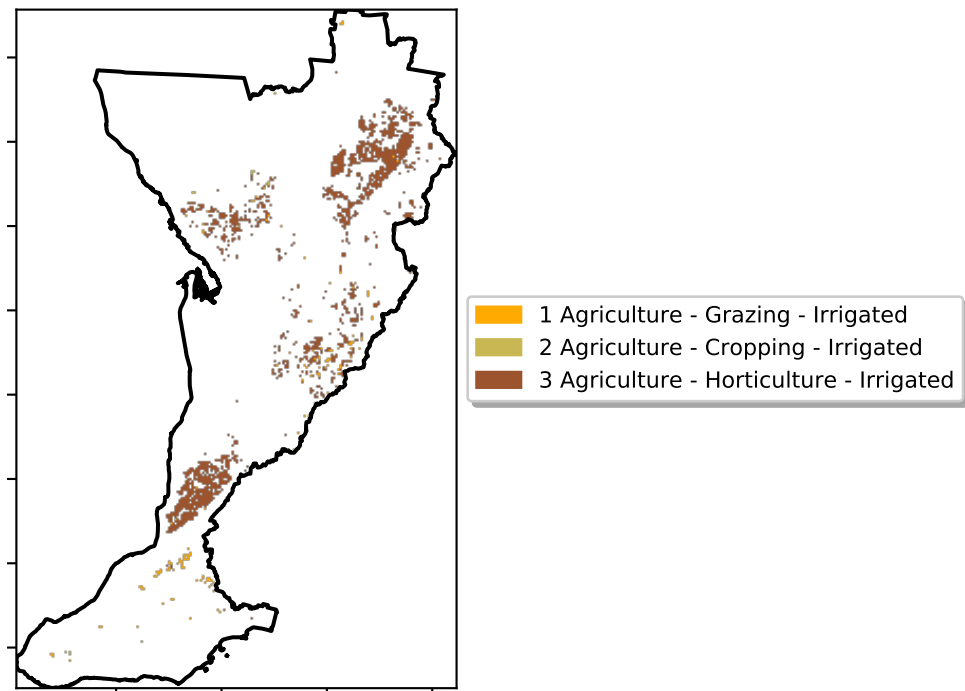 1 Agriculture - Grazing - Irrigated
2 Agriculture - Cropping - Irrigated
3 Agriculture - Horticulture - Irrigated